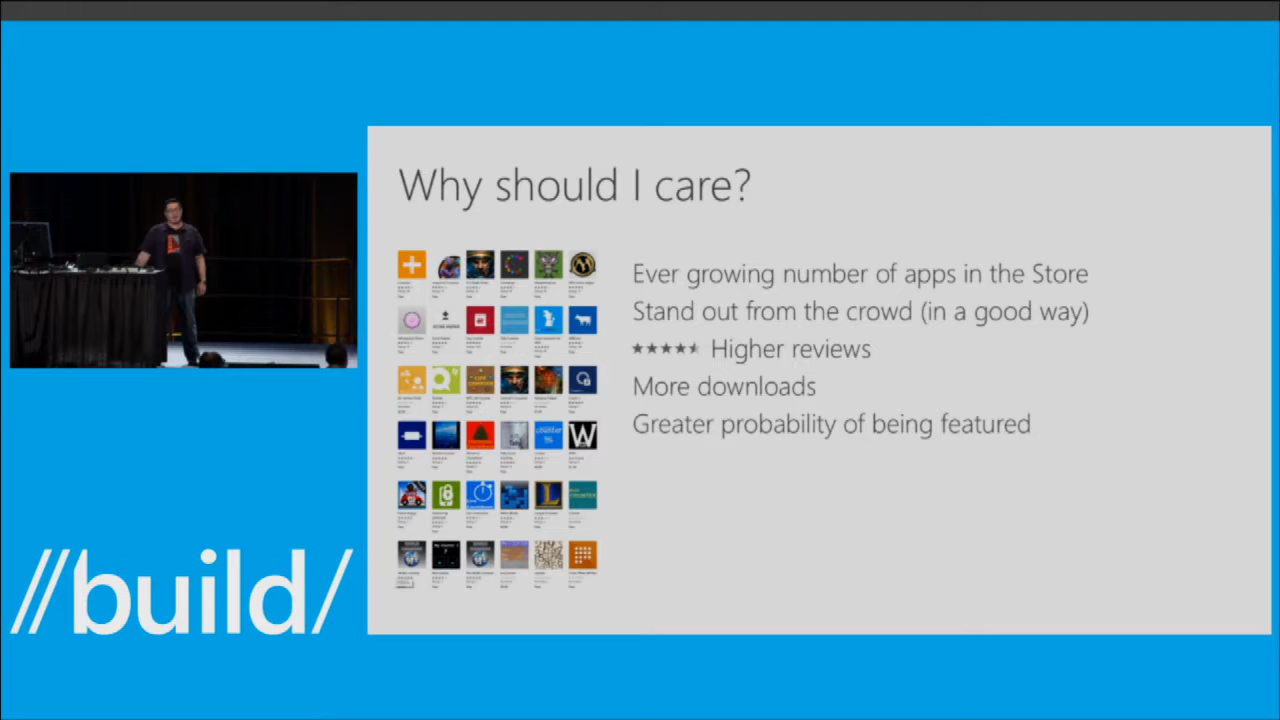 Why should I care?
Ever growing number of apps in the Store
Stand out from the crowd (in a good way)
Higher reviews
More downloads
Greater probability of being featured
//build/